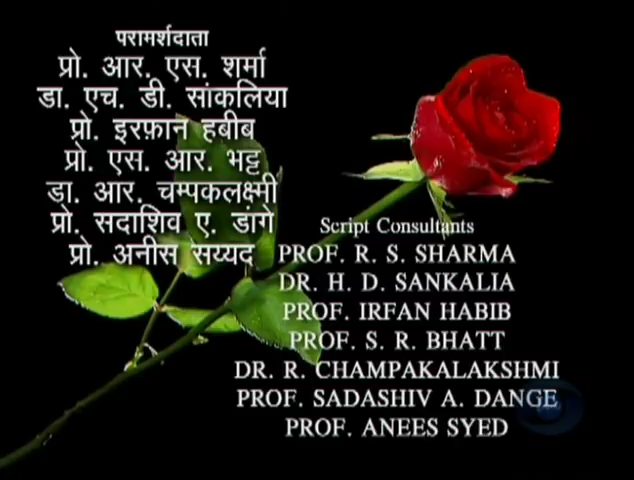 परामर्शदाता
प्रो. आर. एस. शर्मा
डा. एच. डी. सांकलिया
प्रो. इरफ़ान हबीब
प्रो. एस. आर. भट्ट
डा. आर. चम्पकलक्ष्मी
प्रो. सदाशिव ए. डांगे
प्रो. अनीस सय्यद
Script Consultants
PROF. R. S. SHARMA
DR. H. D. SANKALIA
PROF. IRFAN HABIB
PROF. S. R. BHATT
DR. R. CHAMPAKALAKSHMI
PROF. SADASHIV A. DANGE
PROF. ANEES SYED